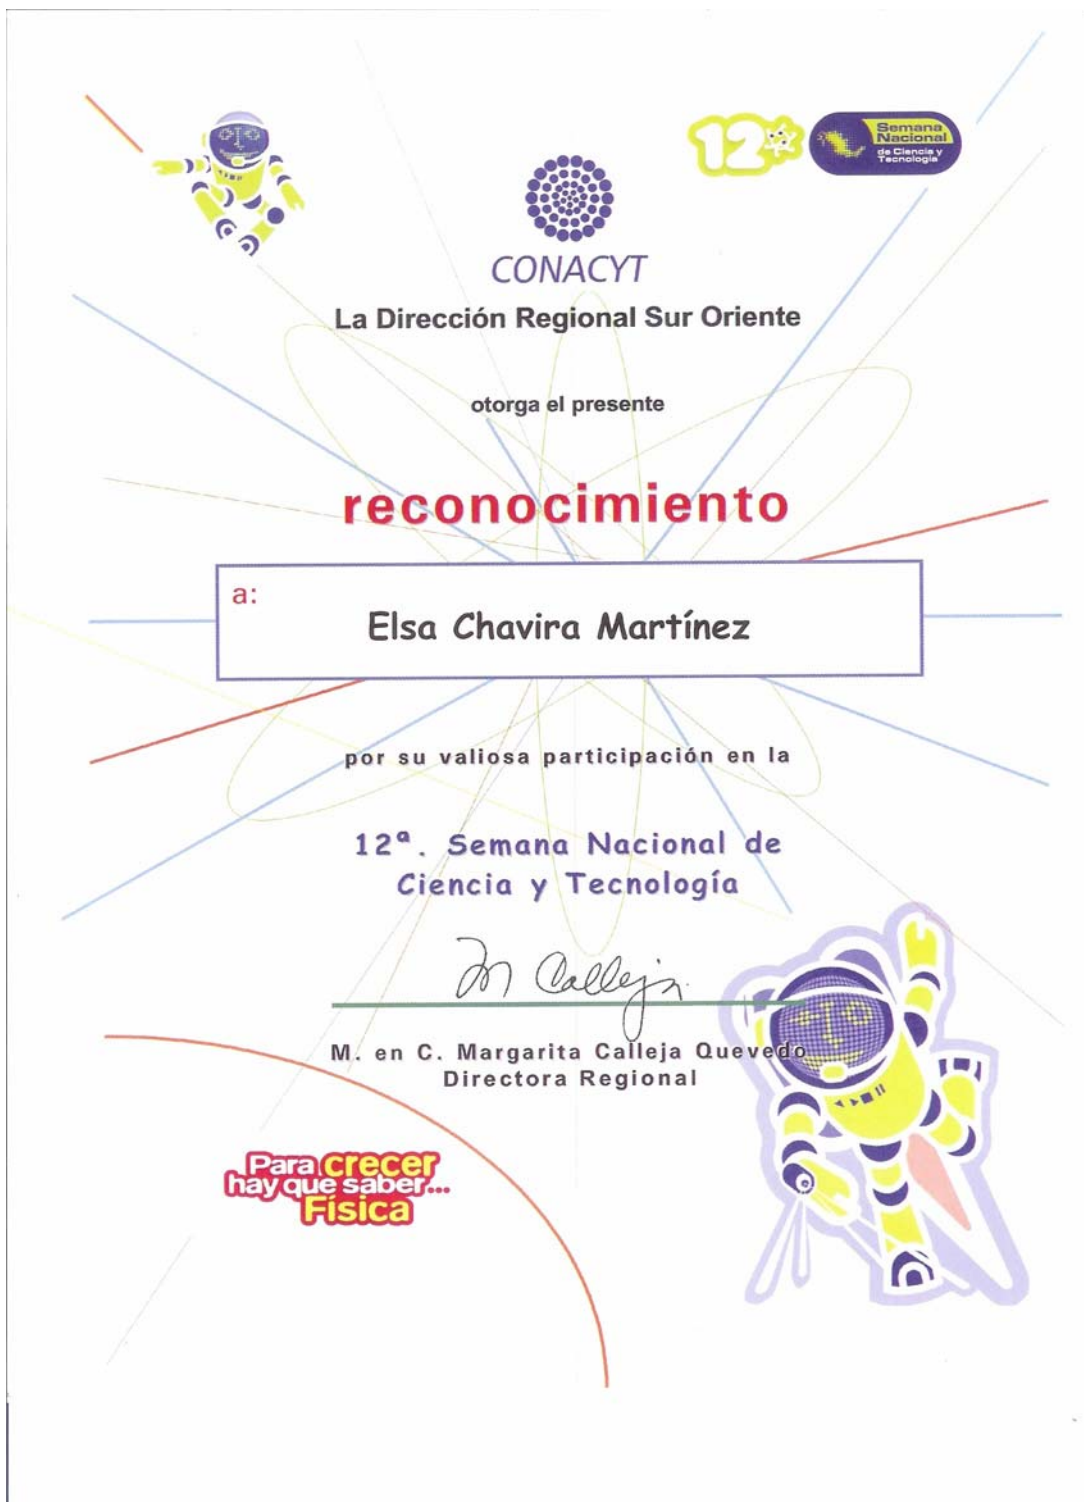 12ª
Semana
Nacional
de Ciencia y
Tecnología
CONACYT
La Dirección Regional Sur Oriente
otorga el presente
reconocimiento
a:
Elsa Chavira Martínez
por su valiosa participación en la
12ª. Semana Nacional de
Ciencia y Tecnología
M Calleja
M. en C. Margarita Calleja Quevedo
Directora Regional
Para crecer
hay que saber...
Física